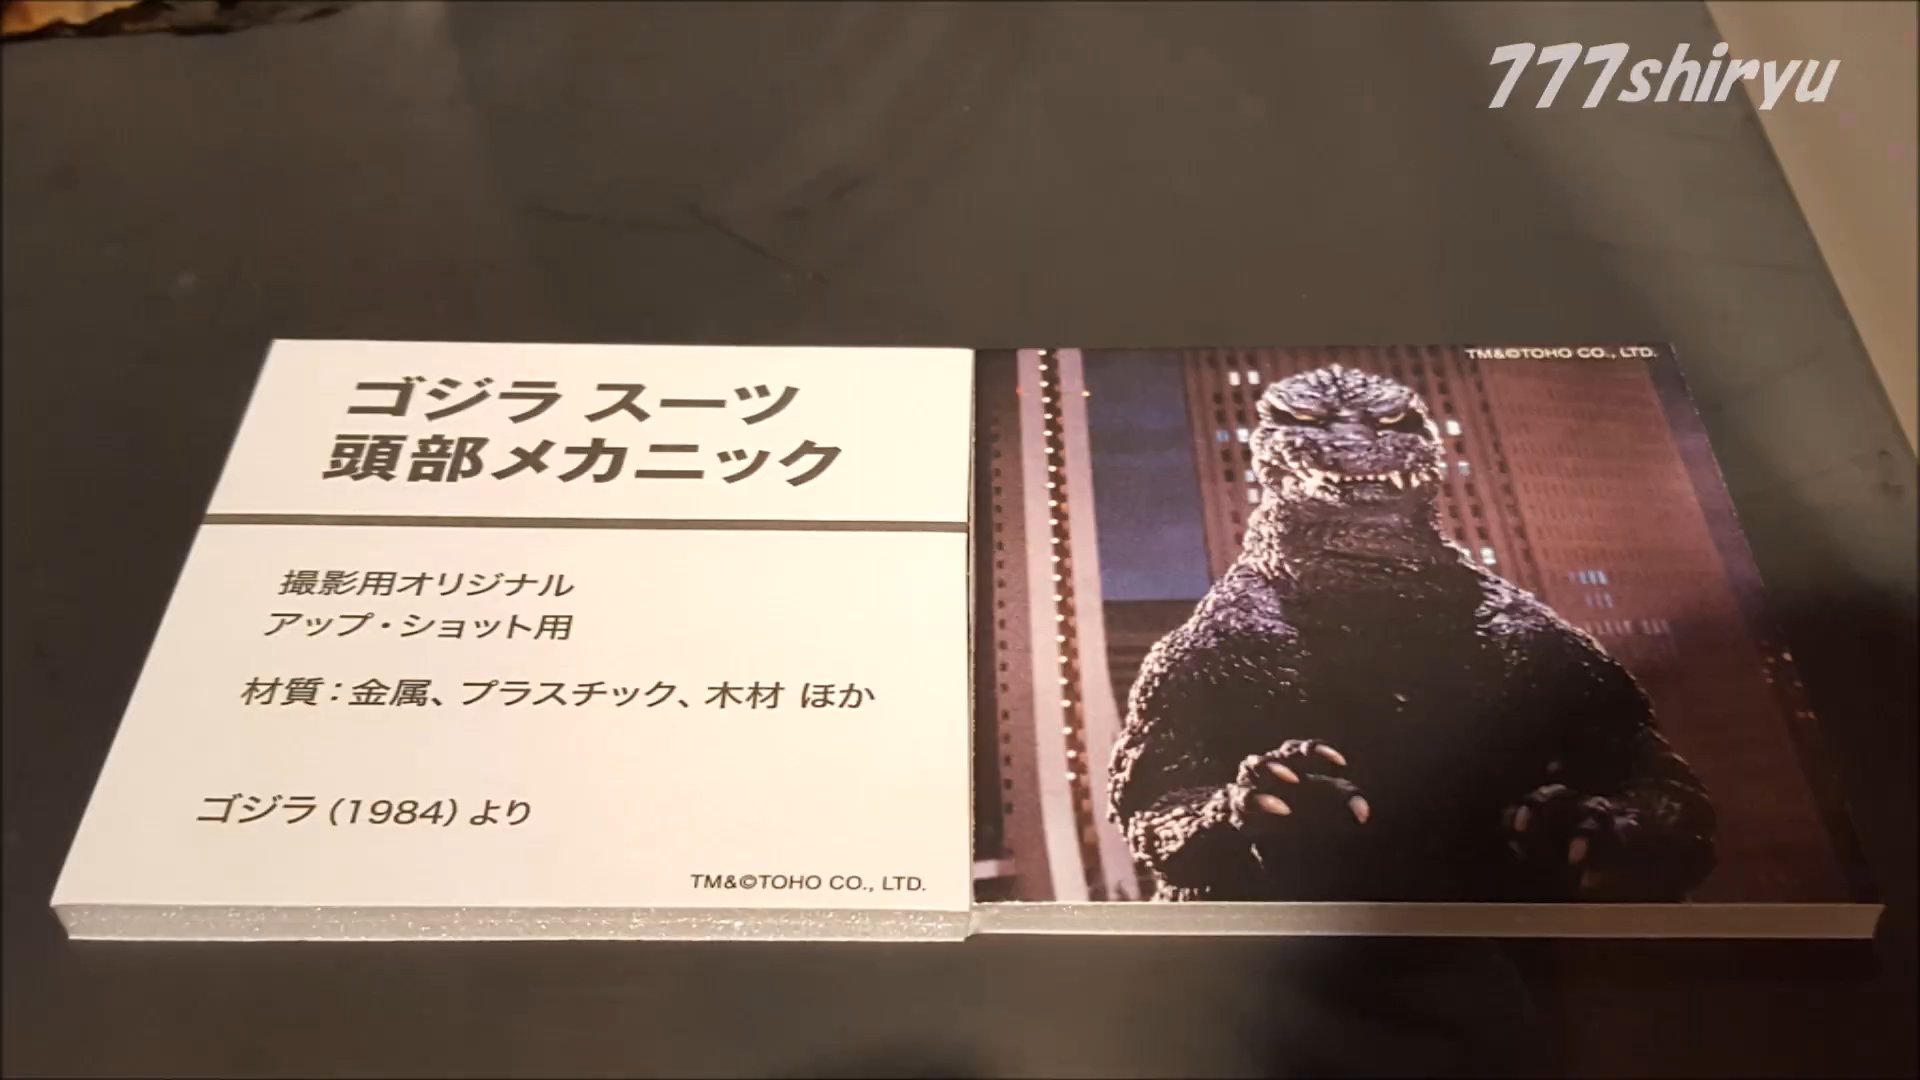 777shiryu
ゴジラ スーツ
頭部メカニック
撮影用オリジナル
アップ・ショット用
材質：金属、プラスチック、木材 ほか
ゴジラ (1984) より
TM&©TOHO CO., LTD.
TM&©TOHO CO., LTD.